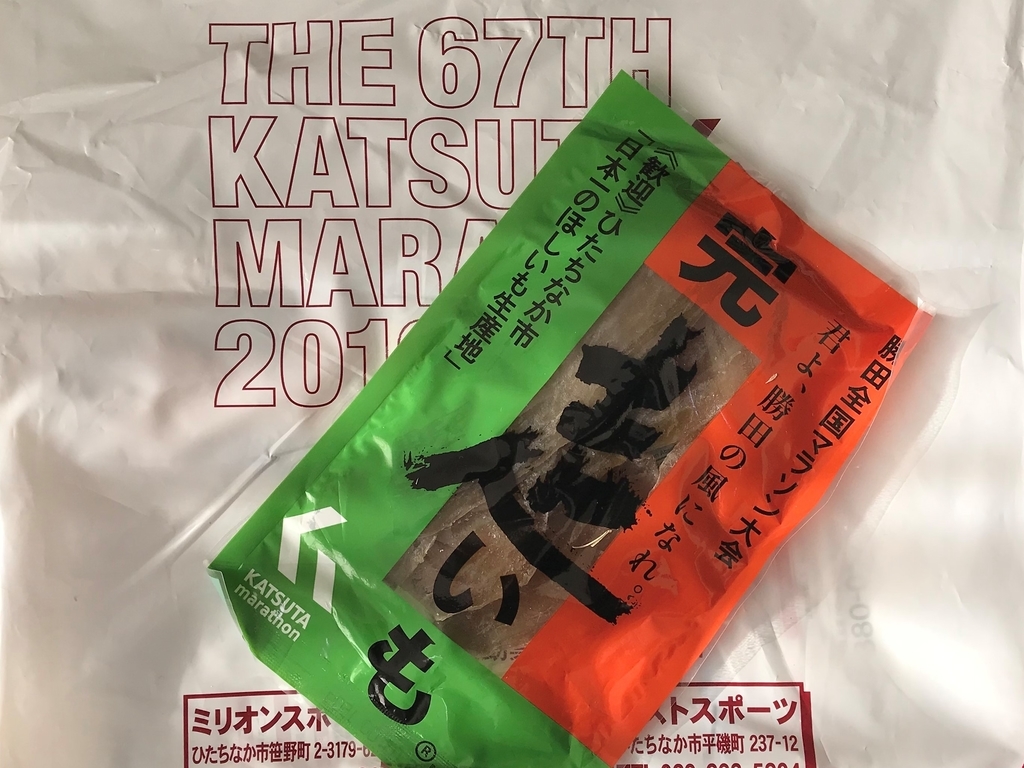 THE 67TH
KATSUTA
MARA
201
《歓迎》ひたちなか市
「日本一のほしいも生産地」
完走いも
勝田全国マラソン大会
君よ、勝田の風になれ。
KATSUTA
marathon
®
ミリオンスポ
ひたちなか市笹野町 2-3179-
ストスポーツ
ひたちなか市平磯町 237-12